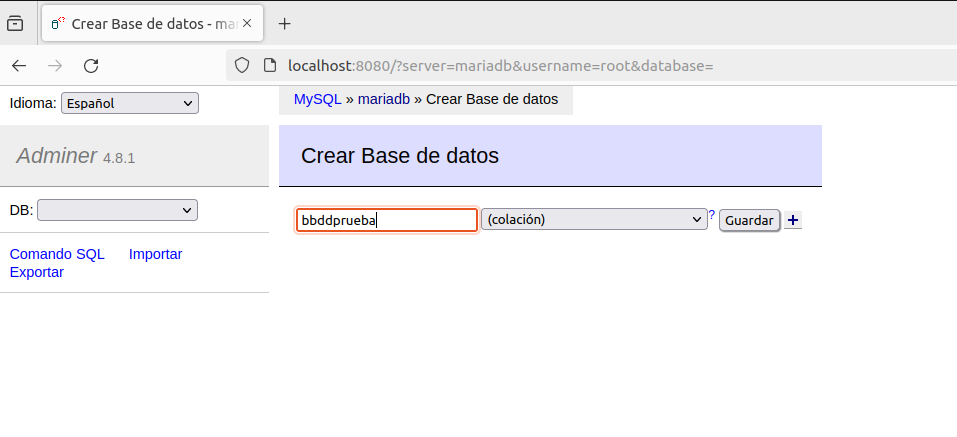 Crear Base de datos - mar
localhost:8080/?server=mariadb&username=root&database=
Idioma: Español
MySQL » mariadb » Crear Base de datos
Adminer 4.8.1
Crear Base de datos
DB:
bbddprueba (colación) ? Guardar
Comando SQL Importar
Exportar